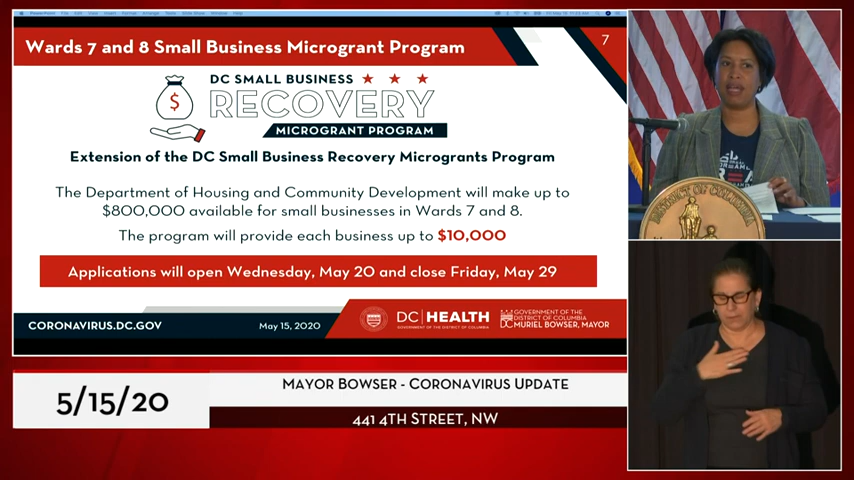 Wards 7 and 8 Small Business Microgrant Program
7
DC SMALL BUSINESS
RECOVERY
MICROGRANT PROGRAM
$
Extension of the DC Small Business Recovery Microgrants Program
The Department of Housing and Community Development will make up to
$800,000 available for small businesses in Wards 7 and 8.
The program will provide each business up to $10,000
Applications will open Wednesday, May 20 and close Friday, May 29
CORONAVIRUS.DC.GOV
May 15, 2020
DC HEALTH
GOVERNMENT OF THE DISTRICT OF COLUMBIA
GOVERNMENT OF THE
DISTRICT OF COLUMBIA
DC MURIEL BOWSER, MAYOR
DISTRICT OF COLUMBIA
5/15/20
MAYOR BOWSER - CORONAVIRUS UPDATE
441 4TH STREET, NW